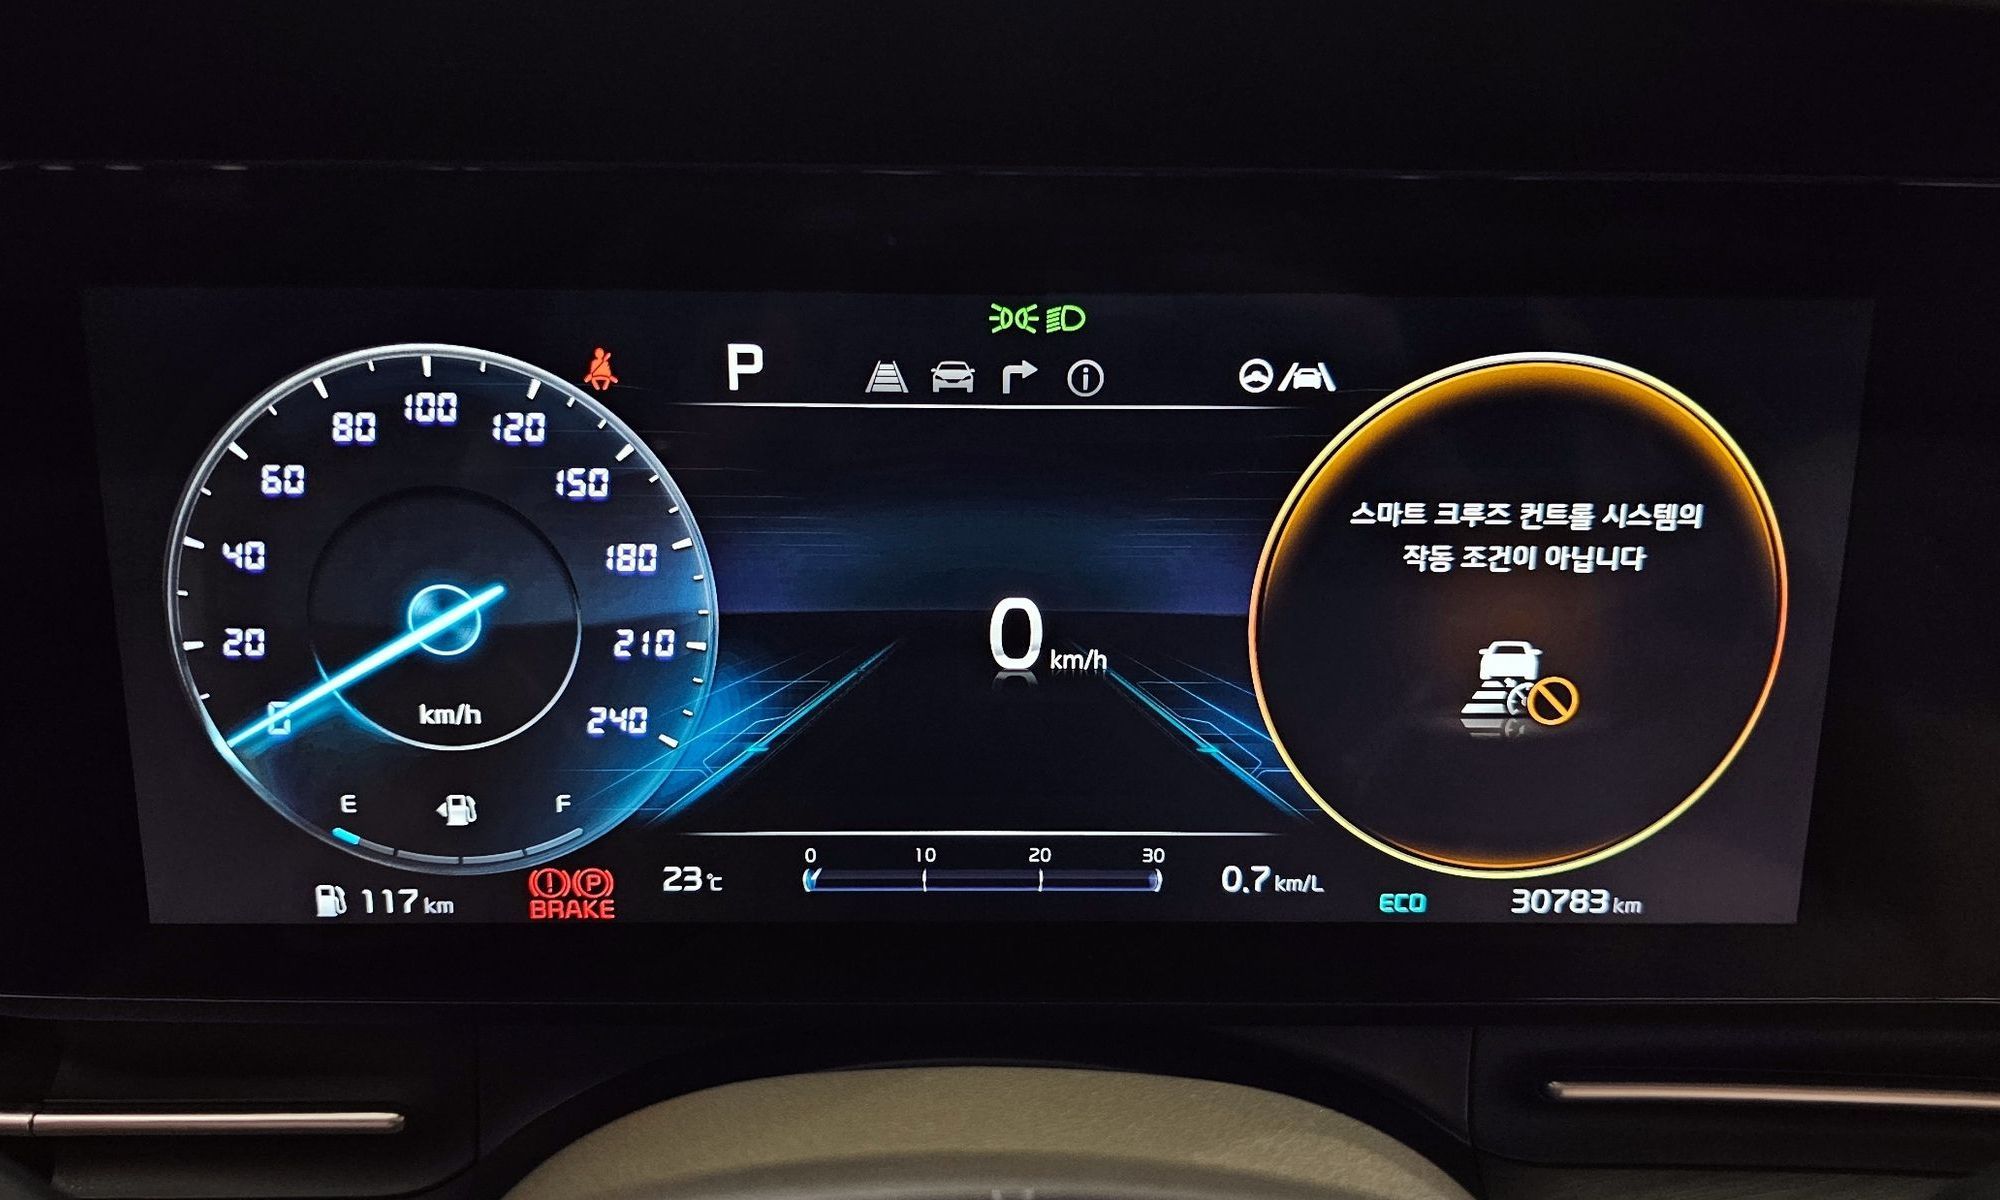 P
80 100 120
60 150
40 180
20 210
0 240
km/h
E F
117 km
BRAKE
23℃
0 km/h
0 10 20 30
0.7 km/L
스마트 크루즈 컨트롤 시스템의
작동 조건이 아닙니다
ECO
30783 km